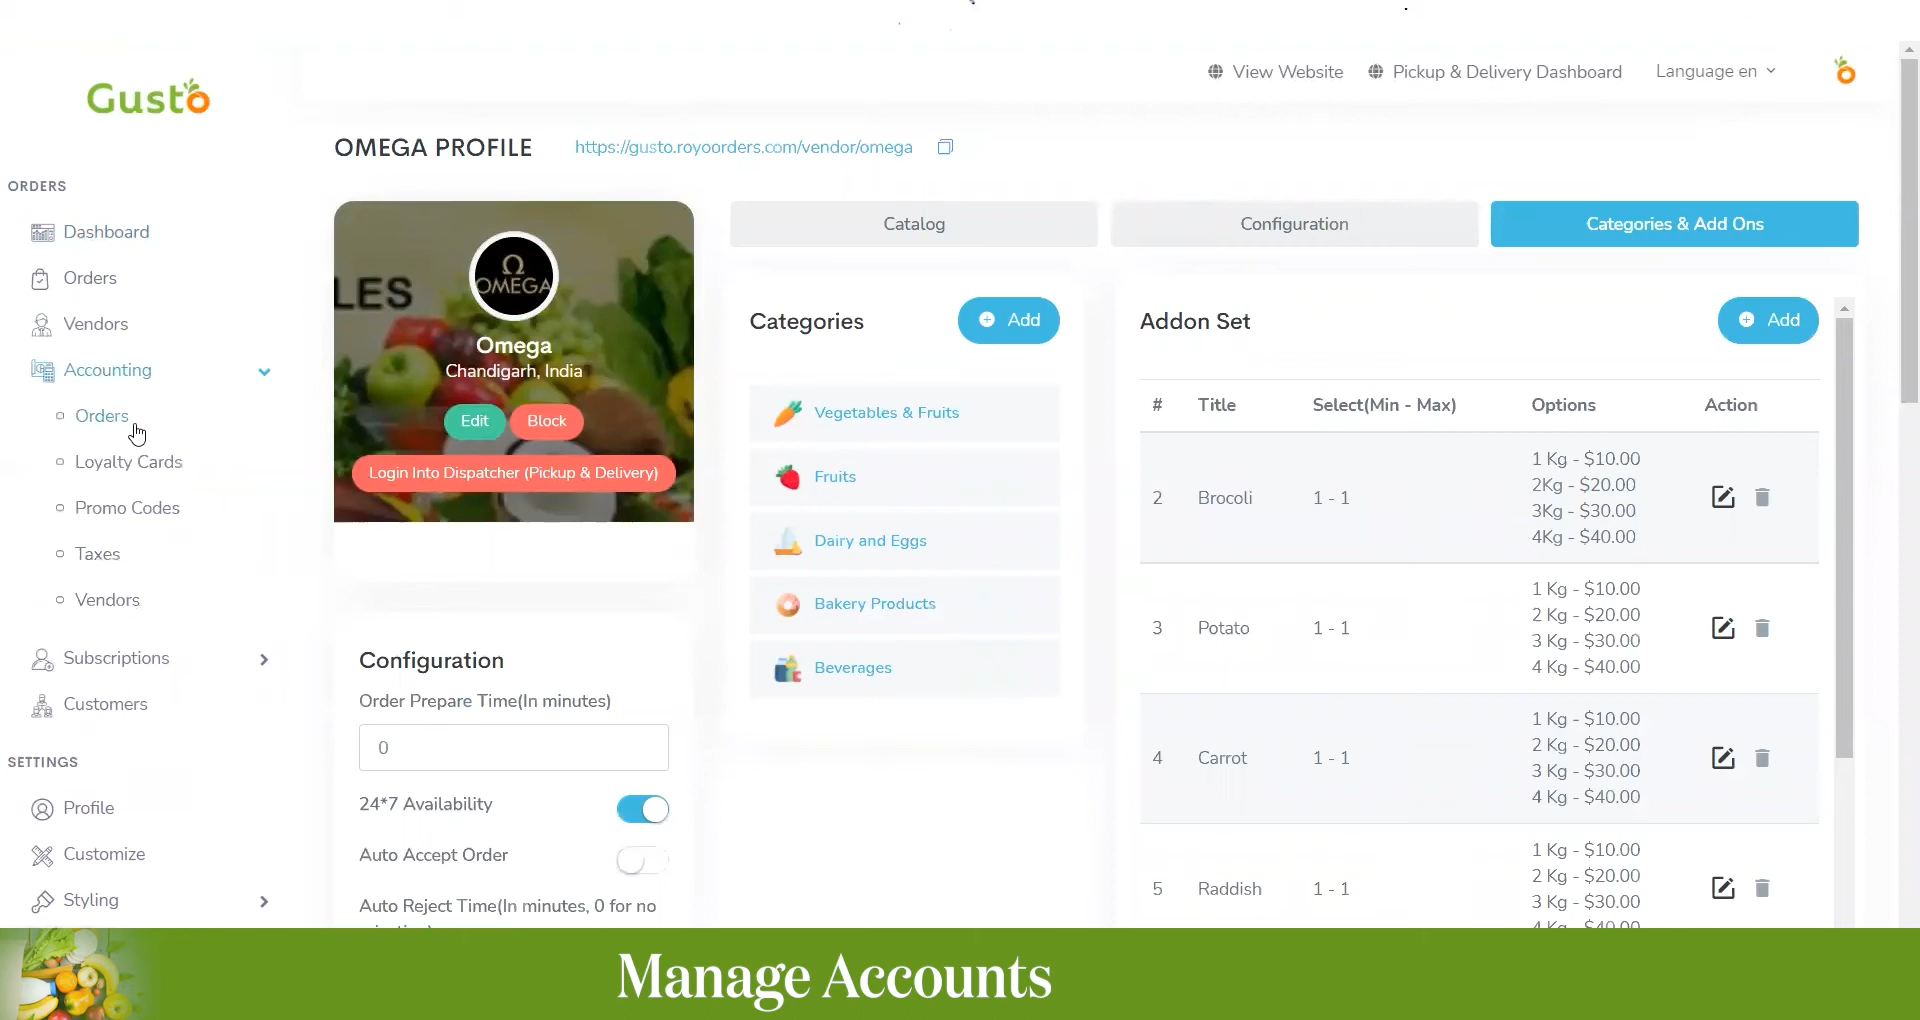 View Website
Pickup & Delivery Dashboard
Language en
Gusto
OMEGA PROFILE
https://gusto.royoorders.com/vendor/omega
ORDERS
Dashboard
Orders
Vendors
Accounting
Orders
Loyalty Cards
Promo Codes
Taxes
Vendors
Subscriptions
Customers
SETTINGS
Profile
Customize
Styling
LES
Ω
OMEGA
Omega
Chandigarh, India
Edit
Block
Login Into Dispatcher (Pickup & Delivery)
Configuration
Order Prepare Time(In minutes)
0
24*7 Availability
Auto Accept Order
Auto Reject Time(In minutes, 0 for no
Catalog
Configuration
Categories & Add Ons
Categories
Add
Vegetables & Fruits
Fruits
Dairy and Eggs
Bakery Products
Beverages
Addon Set
Add
# Title Select(Min - Max) Options Action
2 Brocoli 1 - 1
1 Kg - $10.00
2Kg - $20.00
3Kg - $30.00
4Kg - $40.00
3 Potato 1 - 1
1 Kg - $10.00
2 Kg - $20.00
3 Kg - $30.00
4 Kg - $40.00
4 Carrot 1 - 1
1 Kg - $10.00
2 Kg - $20.00
3 Kg - $30.00
4 Kg - $40.00
5 Raddish 1 - 1
1 Kg - $10.00
2 Kg - $20.00
3 Kg - $30.00
4 Kg - $40.00
Manage Accounts